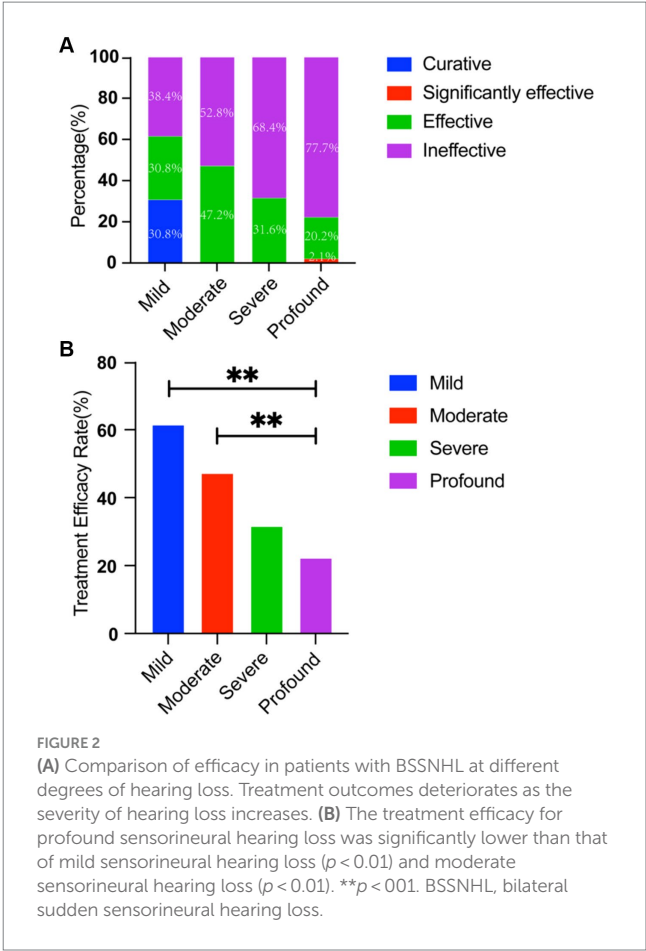 A
100
80
60
40
20
0
Percentage(%)
38.4%
30.8%
30.8%
52.8%
47.2%
68.4%
31.6%
77.7%
20.2%
2.1%
Mild
Moderate
Severe
Profound
Curative
Significantly effective
Effective
Ineffective
B
80
60
40
20
0
Treatment Efficacy Rate(%)
**
**
Mild
Moderate
Severe
Profound
Mild
Moderate
Severe
Profound
FIGURE 2
(A) Comparison of efficacy in patients with BSSNHL at different
degrees of hearing loss. Treatment outcomes deteriorates as the
severity of hearing loss increases. (B) The treatment efficacy for
profound sensorineural hearing loss was significantly lower than that
of mild sensorineural hearing loss (p < 0.01) and moderate
sensorineural hearing loss (p < 0.01). **p < 001. BSSNHL, bilateral
sudden sensorineural hearing loss.